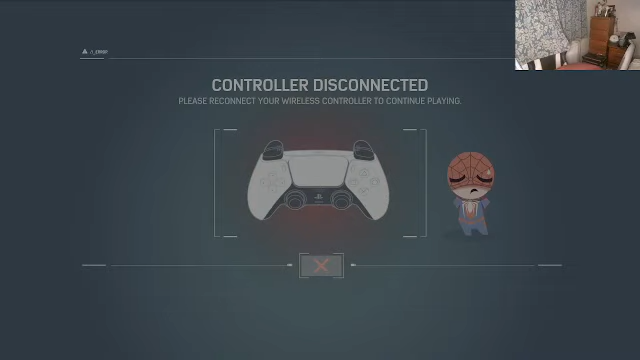 CONTROLLER DISCONNECTED
PLEASE RECONNECT YOUR WIRELESS CONTROLLER TO CONTINUE PLAYING.